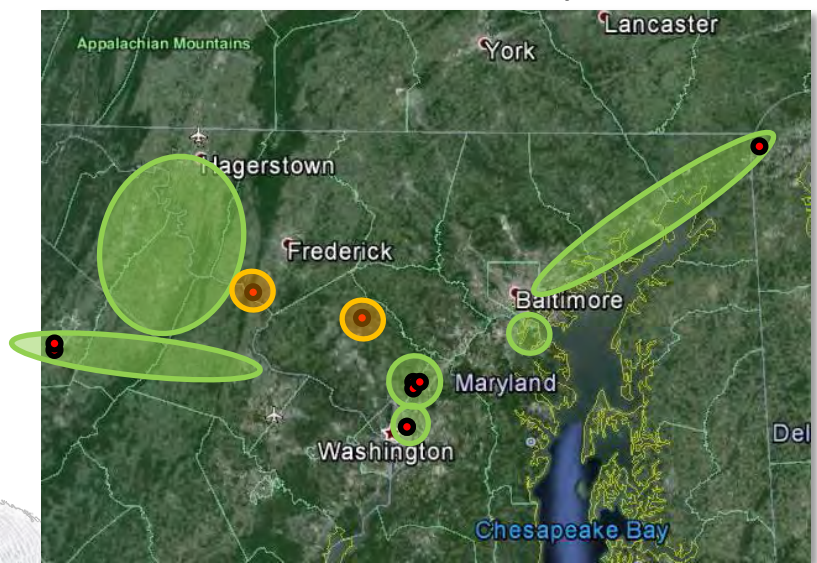 Lancaster
York
Appalachian Mountains
Hagerstown
Frederick
Baltimore
Maryland
Del
Washington
Chesapeake Bay